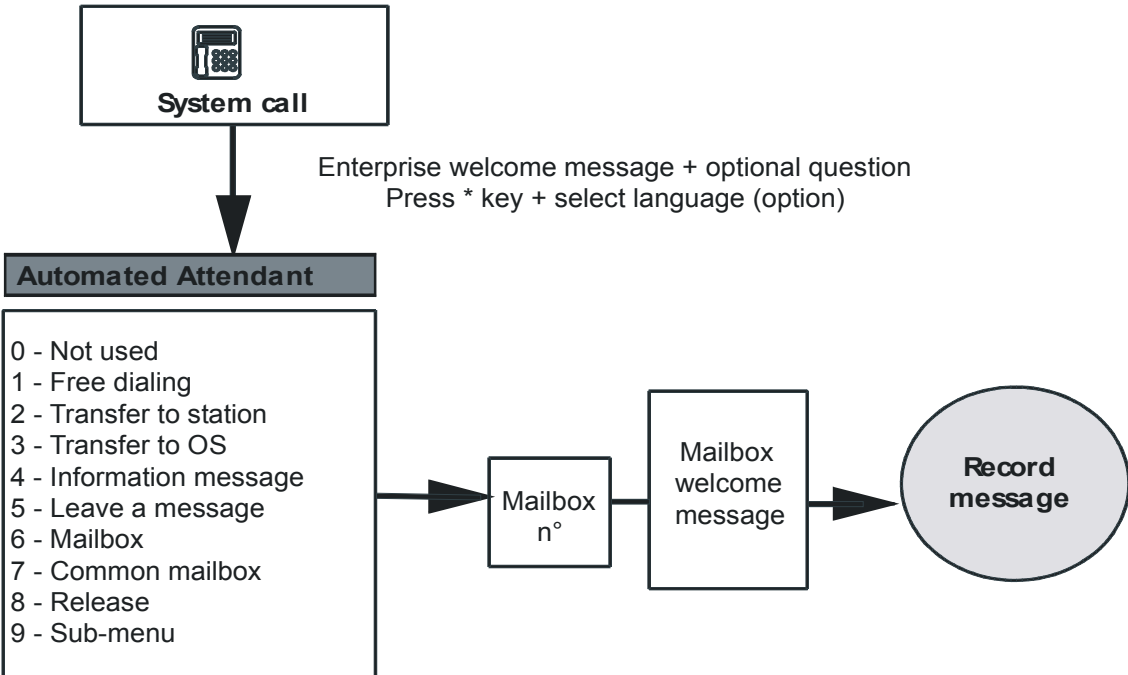 System call
Enterprise welcome message + optional question
Press * key + select language (option)
Automated Attendant
0 - Not used
1 - Free dialing
2 - Transfer to station
3 - Transfer to OS
4 - Information message
5 - Leave a message
6 - Mailbox
7 - Common mailbox
8 - Release
9 - Sub-menu
Mailbox
n°
Mailbox
welcome
message
Record
message